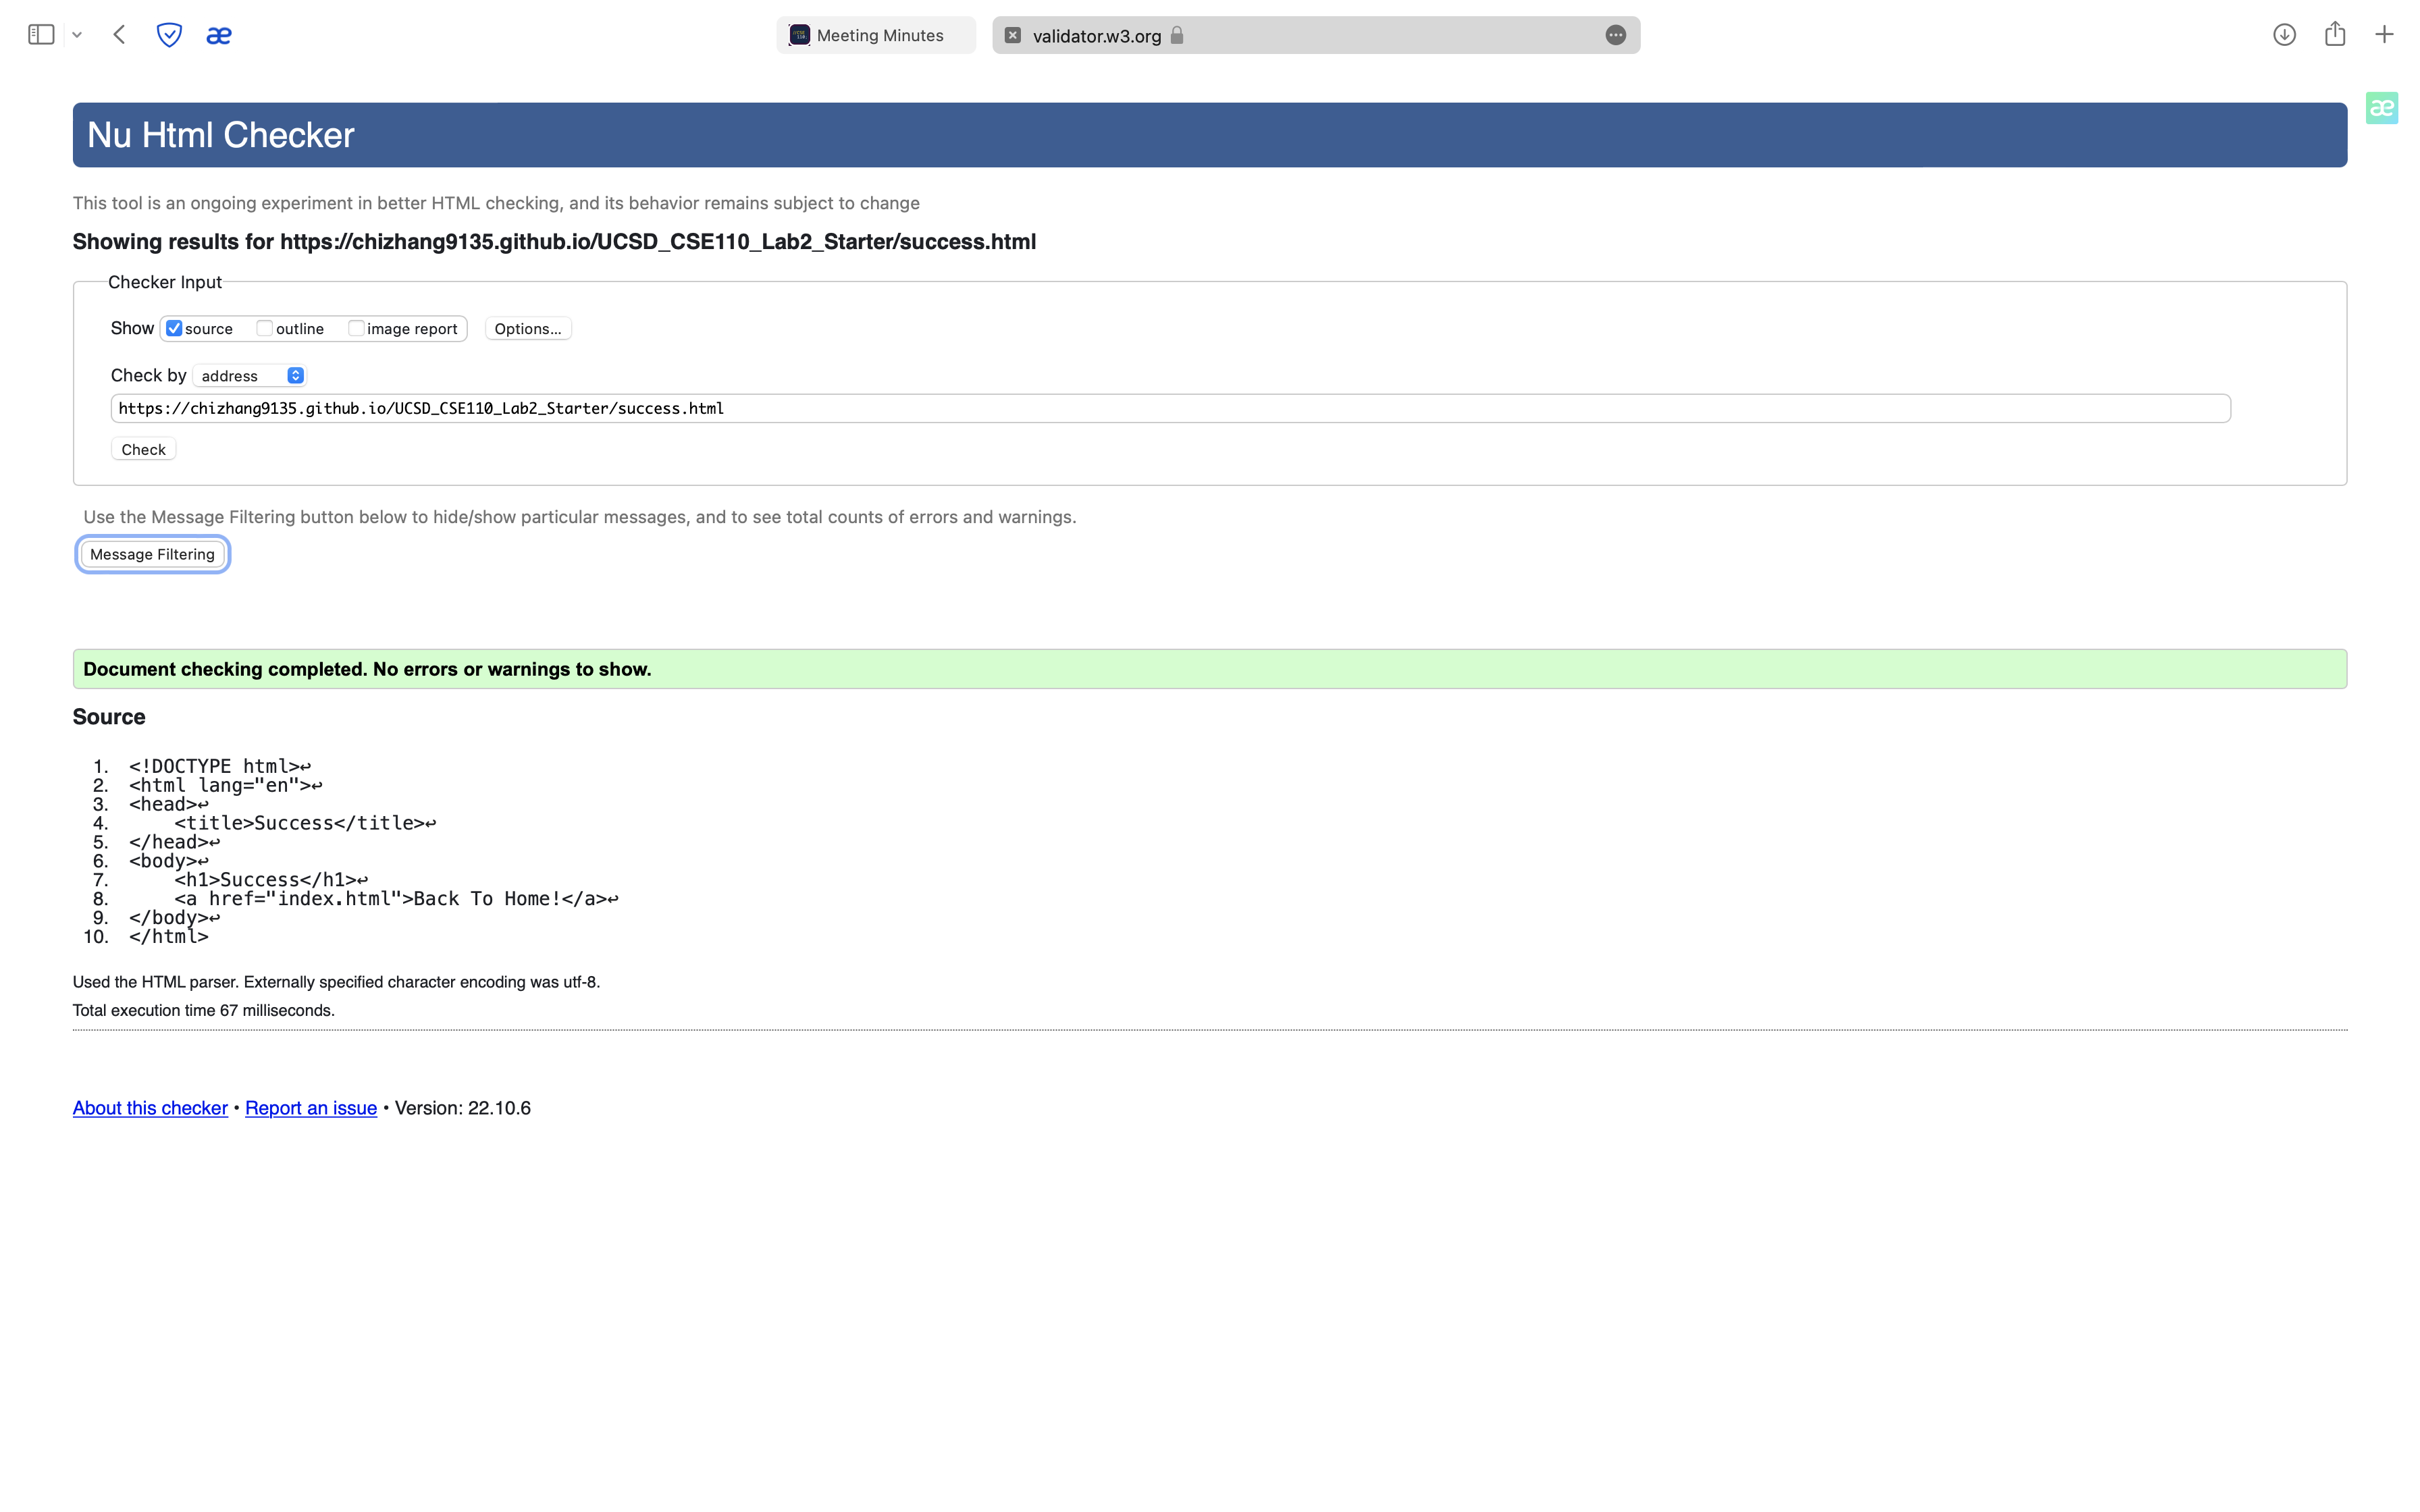 æ
Meeting Minutes
validator.w3.org
æ
Nu Html Checker
This tool is an ongoing experiment in better HTML checking, and its behavior remains subject to change
Showing results for https://chizhang9135.github.io/UCSD_CSE110_Lab2_Starter/success.html
Checker Input
Show source outline image report Options...
Check by address
https://chizhang9135.github.io/UCSD_CSE110_Lab2_Starter/success.html
Check
Use the Message Filtering button below to hide/show particular messages, and to see total counts of errors and warnings.
Message Filtering
Document checking completed. No errors or warnings to show.
Source
1. <!DOCTYPE html>↩
2. <html lang="en">↩
3. <head>↩
4.     <title>Success</title>↩
5. </head>↩
6. <body>↩
7.     <h1>Success</h1>↩
8.     <a href="index.html">Back To Home!</a>↩
9. </body>↩
10. </html>
Used the HTML parser. Externally specified character encoding was utf-8.
Total execution time 67 milliseconds.
About this checker • Report an issue • Version: 22.10.6